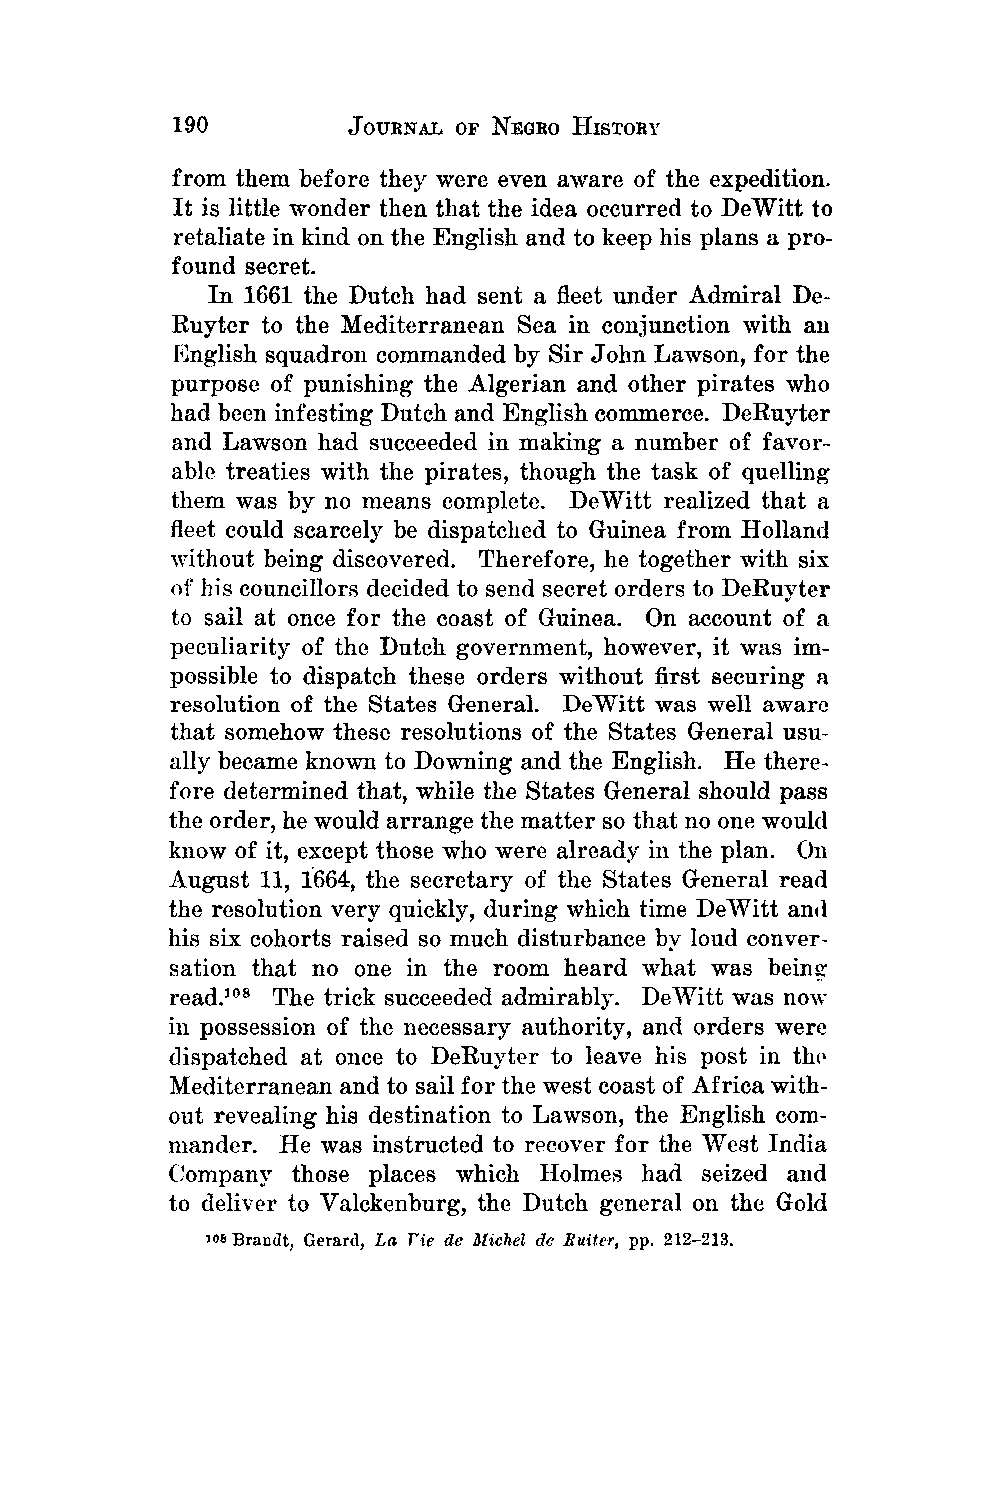 190 JOURNAL OF NEGRO HISTORY
from them before they were even aware of the expedition.
It is little wonder then that the idea occurred to DeWitt to
retaliate in kind on the English and to keep his plans a pro-
found secret.
In 1661 the Dutch had sent a fleet under Admiral De-
Ruyter to the Mediterranean Sea in conjunction with an
English squadron commanded by Sir John Lawson, for the
purpose of punishing the Algerian and other pirates who
had been infesting Dutch and English commerce. DeRuyter
and Lawson had succeeded in making a number of favor-
able treaties with the pirates, though the task of quelling
them was by no means complete. DeWitt realized that a
fleet could scarcely be dispatched to Guinea from Holland
without being discovered. Therefore, he together with six
of his councillors decided to send secret orders to DeRuyter
to sail at once for the coast of Guinea. On account of a
peculiarity of the Dutch government, however, it was im-
possible to dispatch these orders without first securing a
resolution of the States General. DeWitt was well aware
that somehow these resolutions of the States General usu-
ally became known to Downing and the English. He there-
fore determined that, while the States General should pass
the order, he would arrange the matter so that no one would
know of it, except those who were already in the plan. On
August 11, 1664, the secretary of the States General read
the resolution very quickly, during which time DeWitt and
his six cohorts raised so much disturbance by loud conver-
sation that no one in the room heard what was being
read.¹⁰⁸ The trick succeeded admirably. DeWitt was now
in possession of the necessary authority, and orders were
dispatched at once to DeRuyter to leave his post in the
Mediterranean and to sail for the west coast of Africa with-
out revealing his destination to Lawson, the English com-
mander. He was instructed to recover for the West India
Company those places which Holmes had seized and
to deliver to Valckenburg, the Dutch general on the Gold
¹⁰⁸ Brandt, Gerard, La Vie de Michel de Ruiter, pp. 212–213.